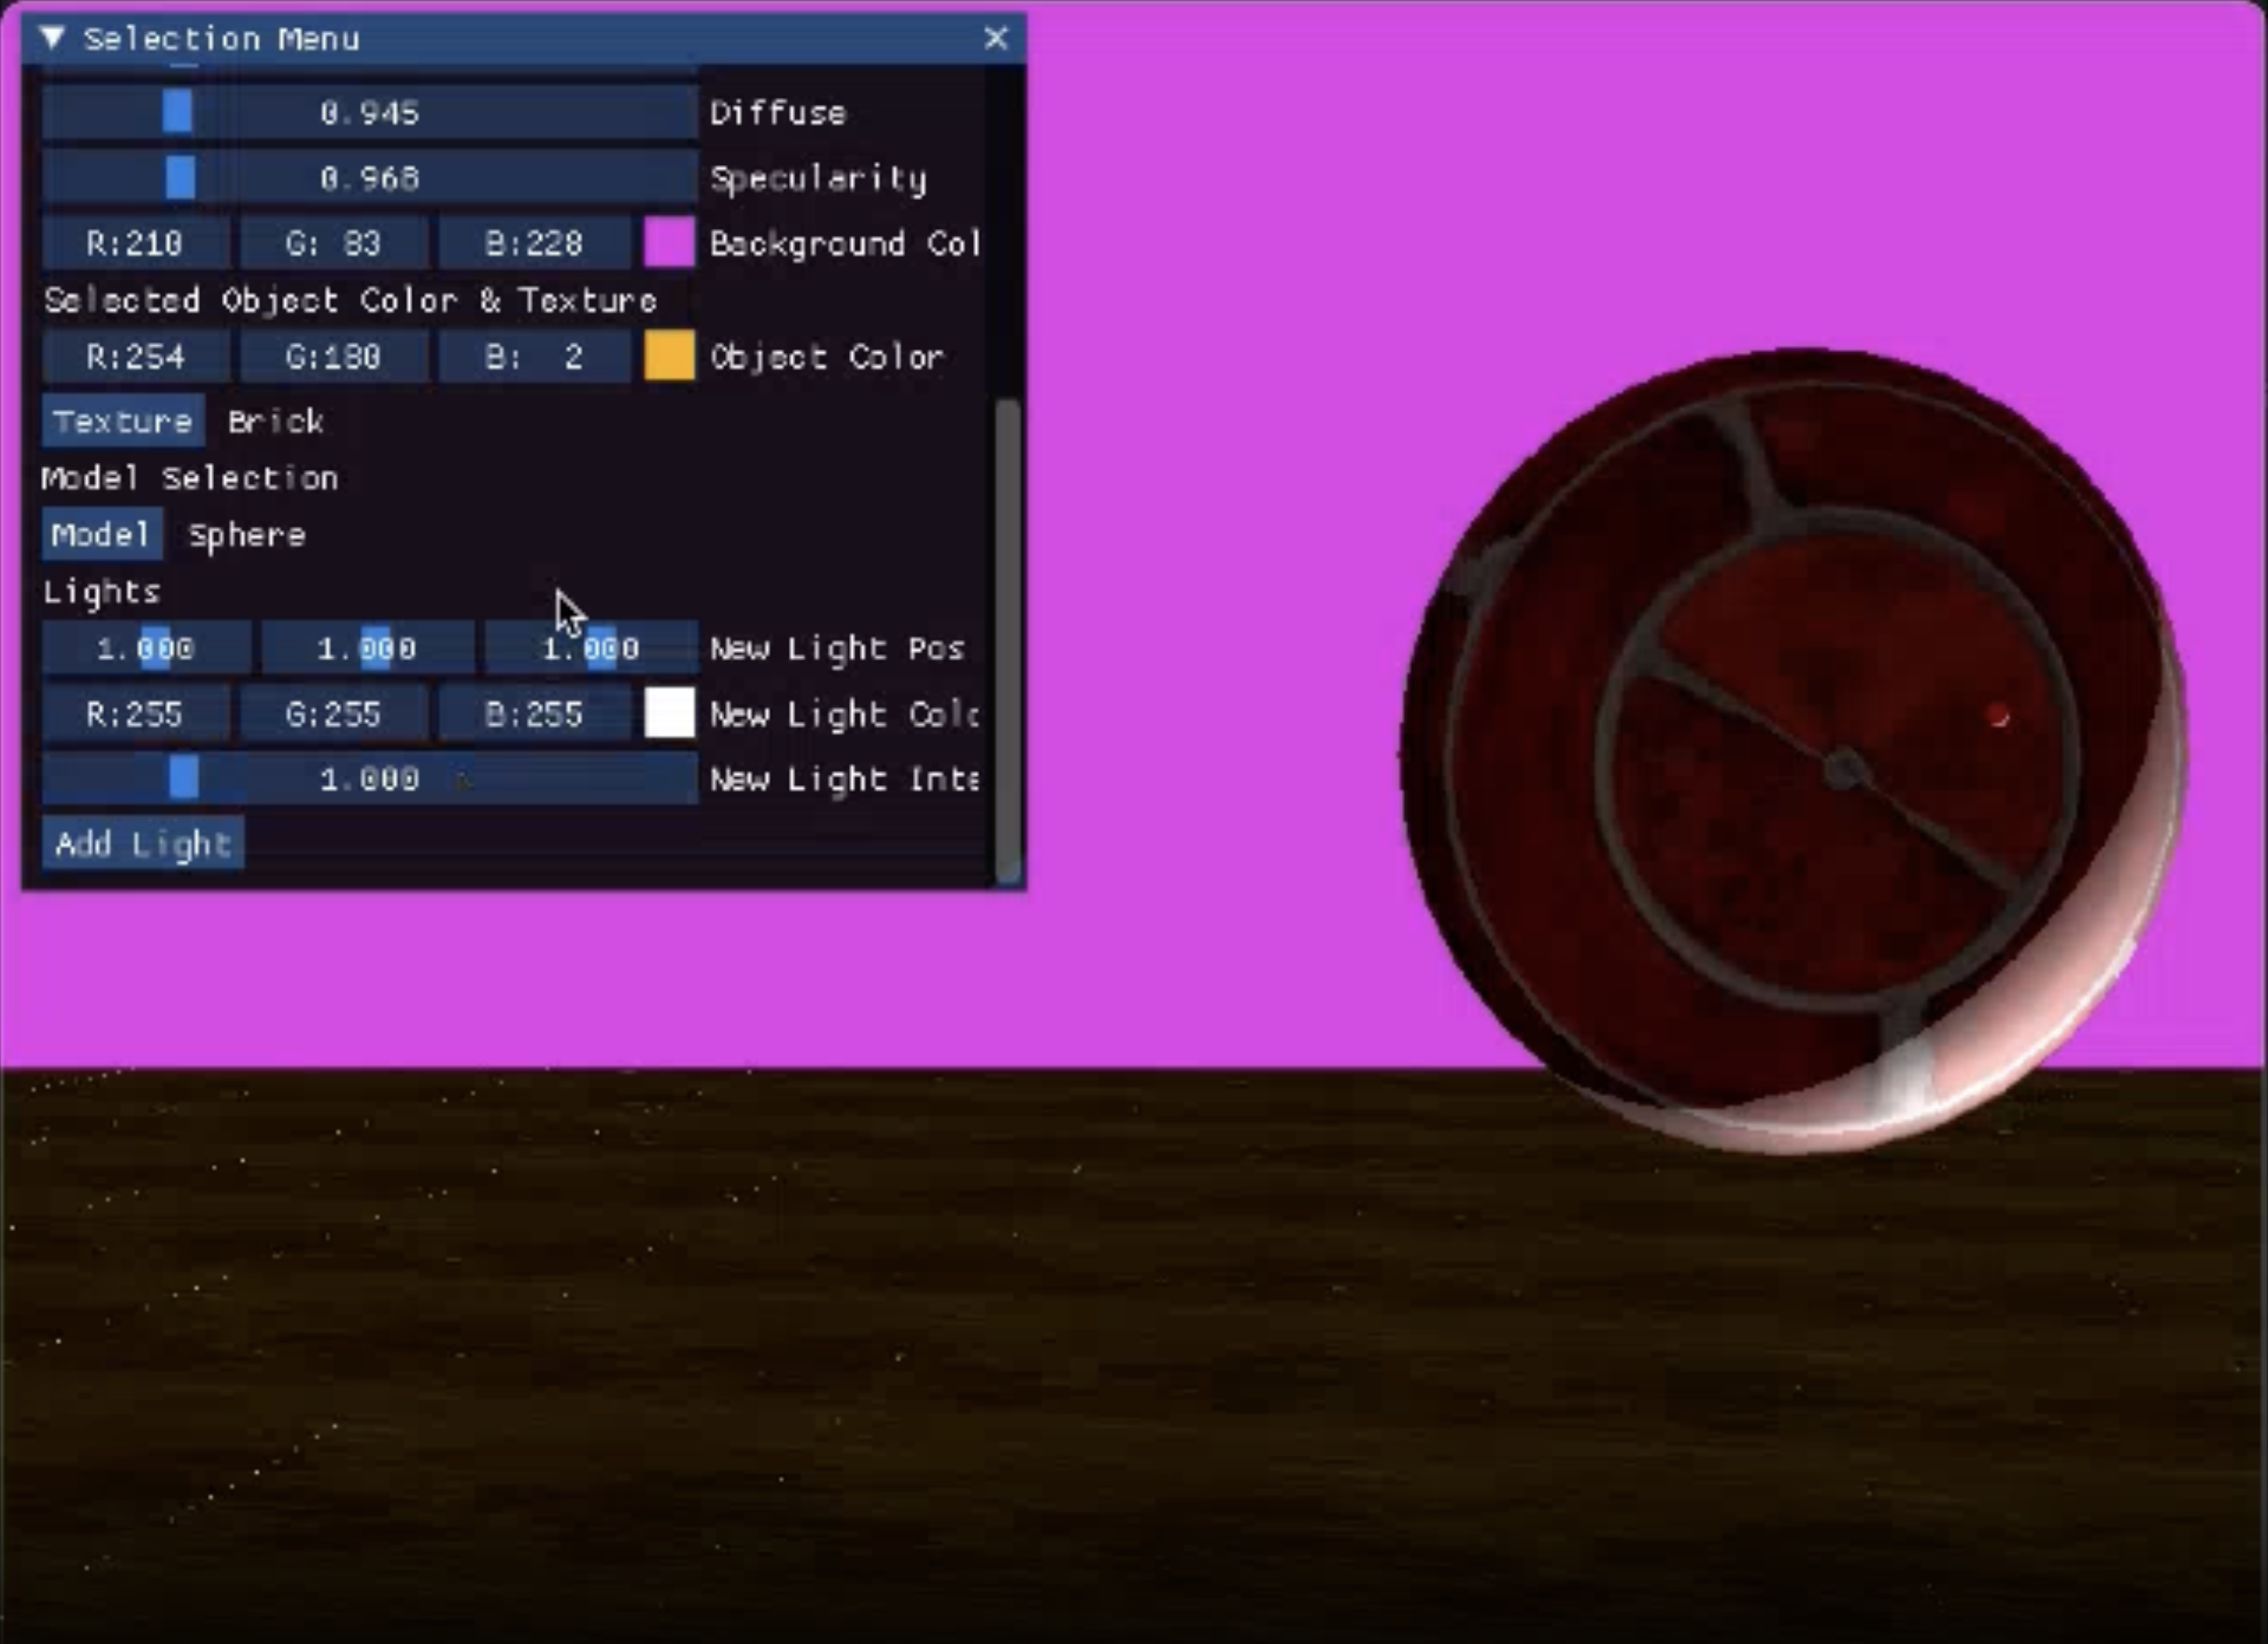 Selection Menu
0.945 Diffuse
0.968 Specularity
R:210 G: 83 B:228 Background Col
Selected Object Color & Texture
R:254 G:180 B: 2 Object Color
Texture Brick
Model Selection
Model Sphere
Lights
1.000 1.000 1.000 New Light Pos
R:255 G:255 B:255 New Light Colo
1.000 New Light Inte
Add Light